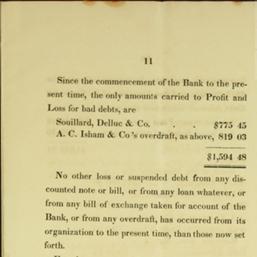 11
Since the commencement of the Bank to the pre-
sent time, the only amounts carried to Profit and
Loss for bad debts, are
Souillard, Delluc & Co. . . $775 45
A. C. Isham & Co's overdraft, as above, 819 03
$1,594 48
No other loss or suspended debt from any dis-
counted note or bill, or from any loan whatever, or
from any bill of exchange taken for account of the
Bank, or from any overdraft, has occurred from its
organization to the present time, than those now set
forth.